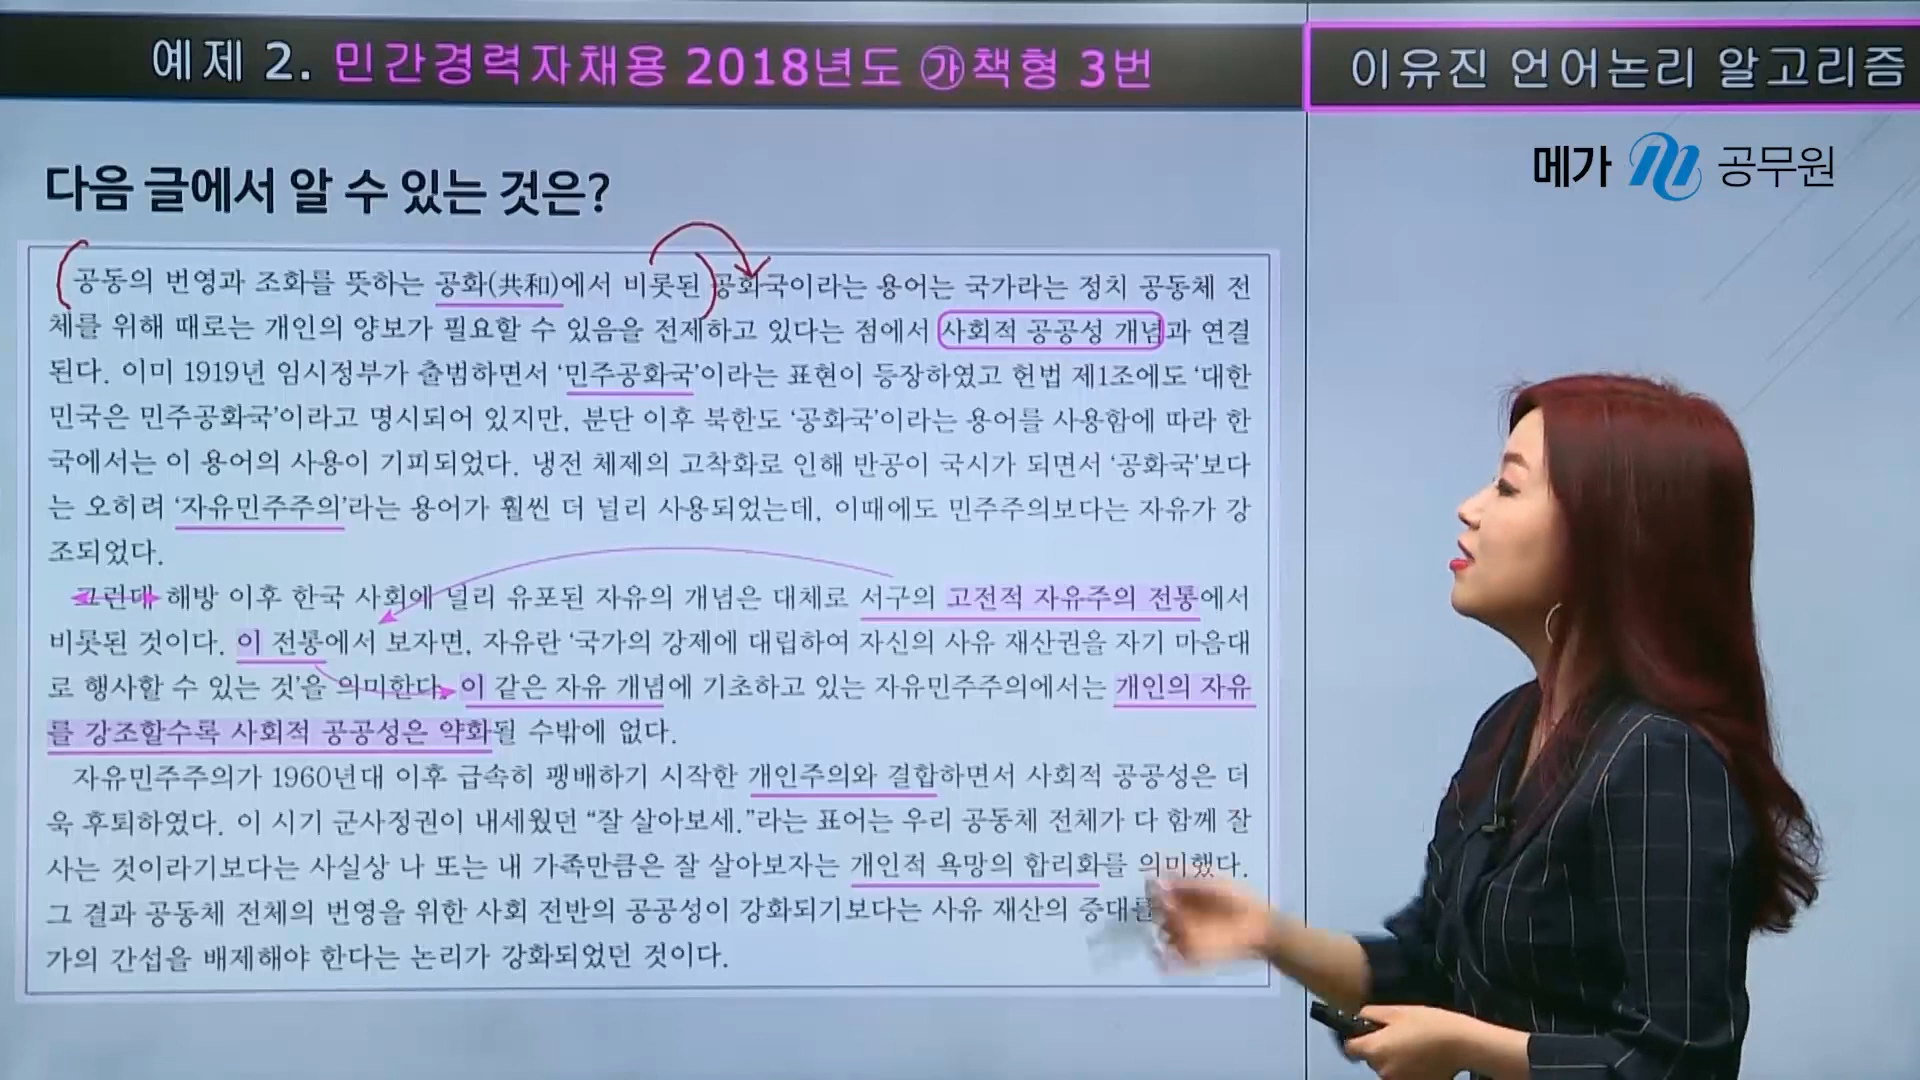 예제 2. 민간경력자채용 2018년도 ㉮책형 3번
이유진 언어논리 알고리즘
메가 공무원
다음 글에서 알 수 있는 것은?
공동의 번영과 조화를 뜻하는 공화(共和)에서 비롯된 공화국이라는 용어는 국가라는 정치 공동체 전
체를 위해 때로는 개인의 양보가 필요할 수 있음을 전제하고 있다는 점에서 사회적 공공성 개념과 연결
된다. 이미 1919년 임시정부가 출범하면서 ‘민주공화국’이라는 표현이 등장하였고 헌법 제1조에도 ‘대한
민국은 민주공화국’이라고 명시되어 있지만, 분단 이후 북한도 ‘공화국’이라는 용어를 사용함에 따라 한
국에서는 이 용어의 사용이 기피되었다. 냉전 체제의 고착화로 인해 반공이 국시가 되면서 ‘공화국’보다
는 오히려 ‘자유민주주의’라는 용어가 훨씬 더 널리 사용되었는데, 이때에도 민주주의보다는 자유가 강
조되었다.
그런데 해방 이후 한국 사회에 널리 유포된 자유의 개념은 대체로 서구의 고전적 자유주의 전통에서
비롯된 것이다. 이 전통에서 보자면, 자유란 ‘국가의 강제에 대립하여 자신의 사유 재산권을 자기 마음대
로 행사할 수 있는 것’을 의미한다. 이 같은 자유 개념에 기초하고 있는 자유민주주의에서는 개인의 자유
를 강조할수록 사회적 공공성은 약화될 수밖에 없다.
자유민주주의가 1960년대 이후 급속히 팽배하기 시작한 개인주의와 결합하면서 사회적 공공성은 더
욱 후퇴하였다. 이 시기 군사정권이 내세웠던 “잘 살아보세.”라는 표어는 우리 공동체 전체가 다 함께 잘
사는 것이라기보다는 사실상 나 또는 내 가족만큼은 잘 살아보자는 개인적 욕망의 합리화를 의미했다.
그 결과 공동체 전체의 번영을 위한 사회 전반의 공공성이 강화되기보다는 사유 재산의 증대를
가의 간섭을 배제해야 한다는 논리가 강화되었던 것이다.